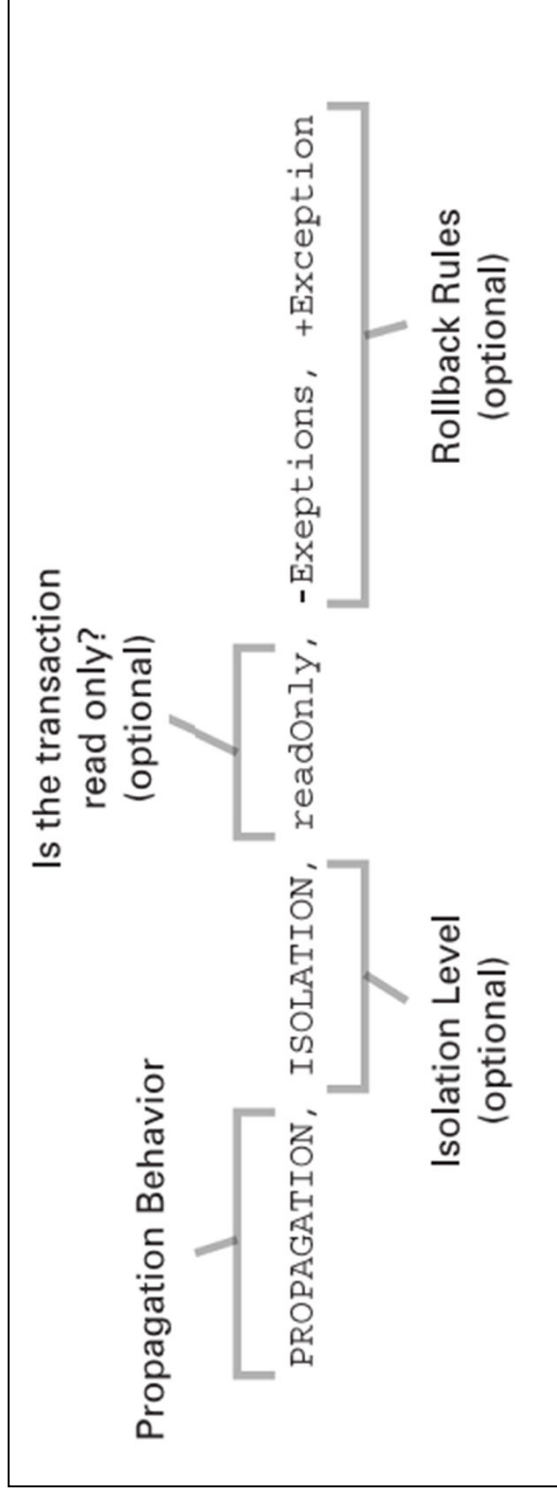 Is the transaction
read only?
(optional)
Propagation Behavior
PROPAGATION, ISOLATION, readOnly, -Exeptions, +Exception
Isolation Level
(optional)
Rollback Rules
(optional)